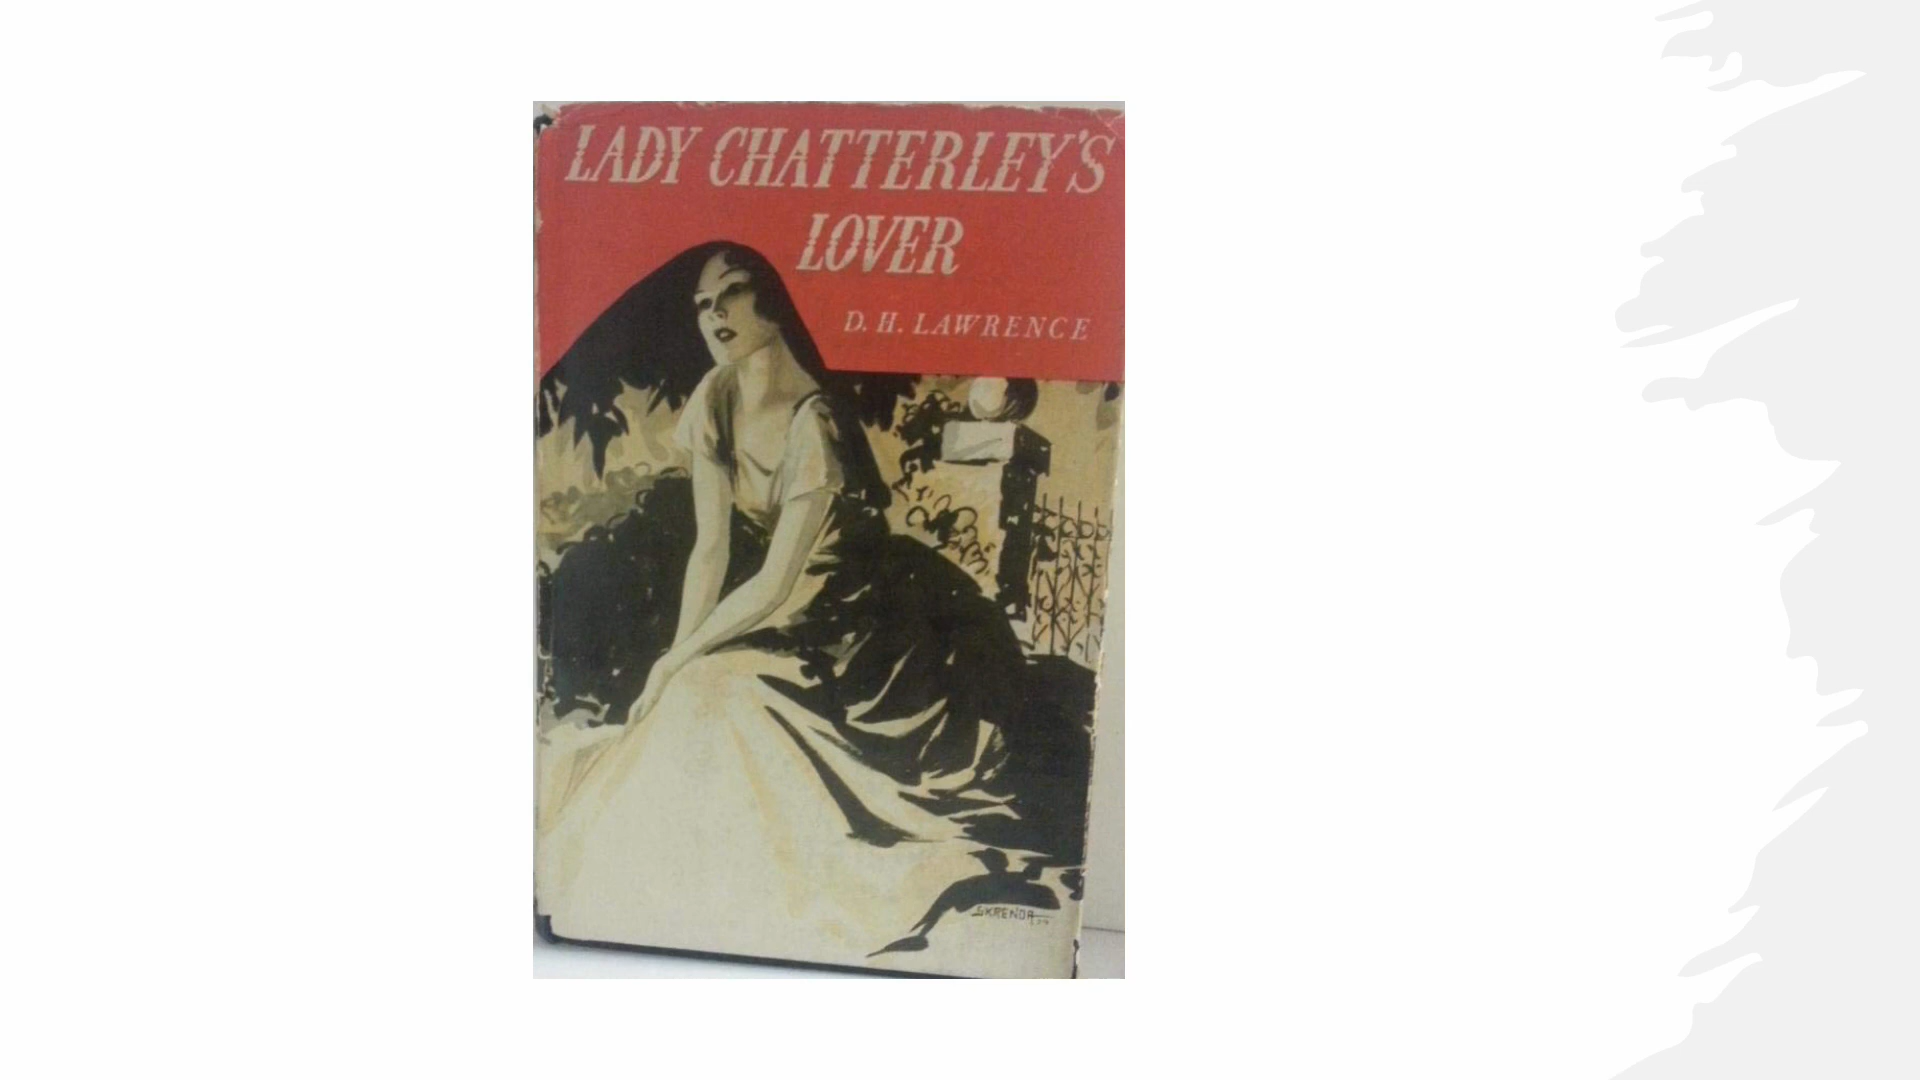 LADY CHATTERLEY'S
LOVER
D. H. LAWRENCE
SKRENDA